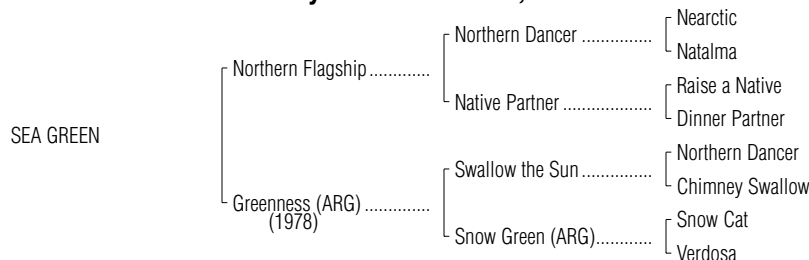 Nearctic
Northern Dancer ..............
Natalma
Northern Flagship .............
Raise a Native
Native Partner ..................
Dinner Partner
SEA GREEN
Northern Dancer
Swallow the Sun ...............
Chimney Swallow
Greenness (ARG) ..............
(1978)
Snow Cat
Snow Green (ARG)............
Verdosa